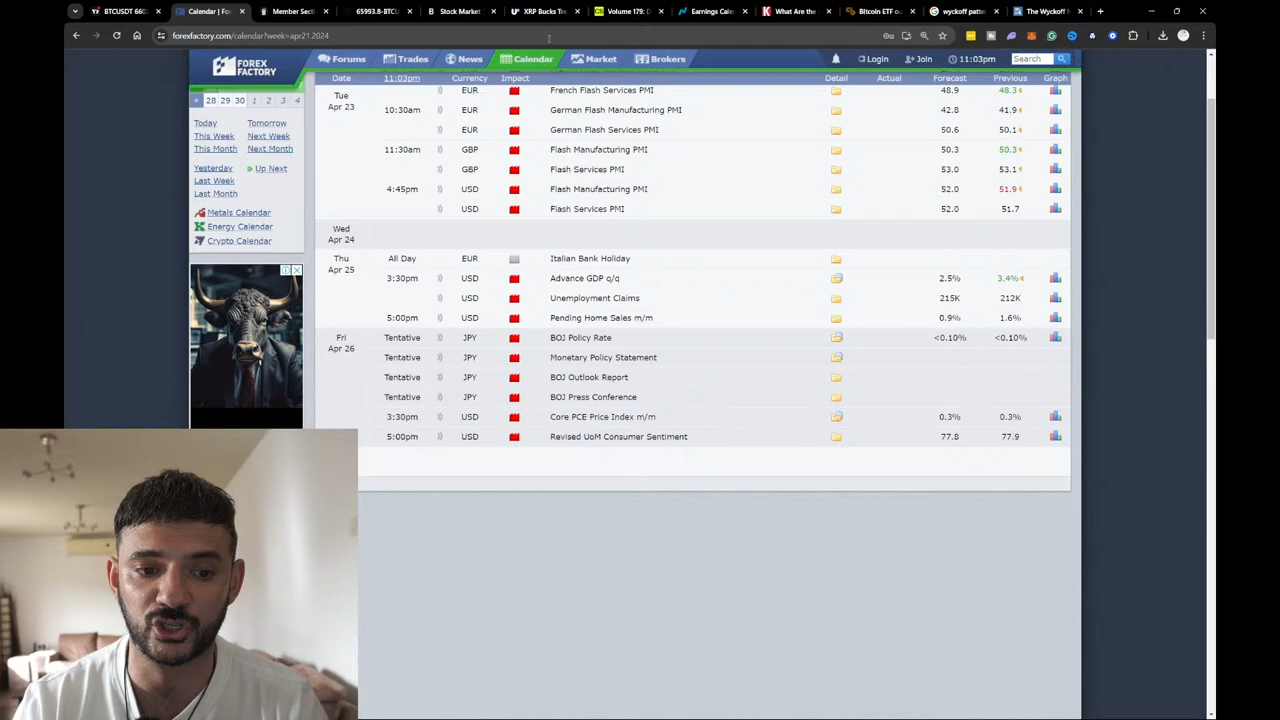 BTCUSDT 6602
Calendar | Fo
Member Secti
65993.8-BTCU
Stock Market
XRP Bucks Tre
Volume 179: D
Earnings Cale
What Are the
Bitcoin ETF ou
wyckoff patte
The Wyckoff M
forexfactory.com/calendar?week=apr21.2024
FOREX FACTORY
Forums Trades News Calendar Market Brokers Login Join 11:03pm Search
Date 11:03pm Currency Impact Detail Actual Forecast Previous Graph
28 29 30 1 2 3 4
Today Tomorrow
This Week Next Week
This Month Next Month
Yesterday Up Next
Last Week
Last Month
Metals Calendar
Energy Calendar
Crypto Calendar
Tue Apr 23 EUR French Flash Services PMI 48.9 48.3
10:30am EUR German Flash Manufacturing PMI 42.8 41.9
EUR German Flash Services PMI 50.6 50.1
11:30am GBP Flash Manufacturing PMI 50.3 50.3
GBP Flash Services PMI 53.0 53.1
4:45pm USD Flash Manufacturing PMI 52.0 51.9
USD Flash Services PMI 52.0 51.7
Wed Apr 24
Thu Apr 25 All Day EUR Italian Bank Holiday
3:30pm USD Advance GDP q/q 2.5% 3.4%
USD Unemployment Claims 215K 212K
5:00pm USD Pending Home Sales m/m 0.9% 1.6%
Fri Apr 26 Tentative JPY BOJ Policy Rate <0.10% <0.10%
Tentative JPY Monetary Policy Statement
Tentative JPY BOJ Outlook Report
Tentative JPY BOJ Press Conference
3:30pm USD Core PCE Price Index m/m 0.3% 0.3%
5:00pm USD Revised UoM Consumer Sentiment 77.8 77.9